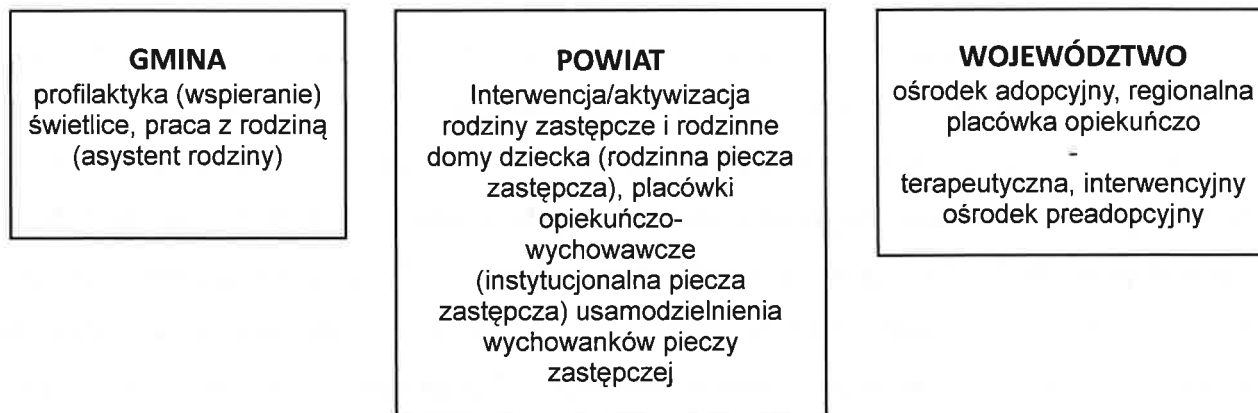 GMINA
profilaktyka (wspieranie)
świetlice, praca z rodziną
(asystent rodziny)
POWIAT
Interwencja/aktywizacja
rodziny zastępcze i rodzinne
domy dziecka (rodzinna piecza
zastępcza), placówki
opiekuńczo-
wychowawcze
(instytucjonalna piecza
zastępcza) usamodzielnienia
wychowanków pieczy
zastępczej
WOJEWÓDZTWO
ośrodek adopcyjny, regionalna
placówka opiekuńczo
-
terapeutyczna, interwencyjny
ośrodek preadopcyjny